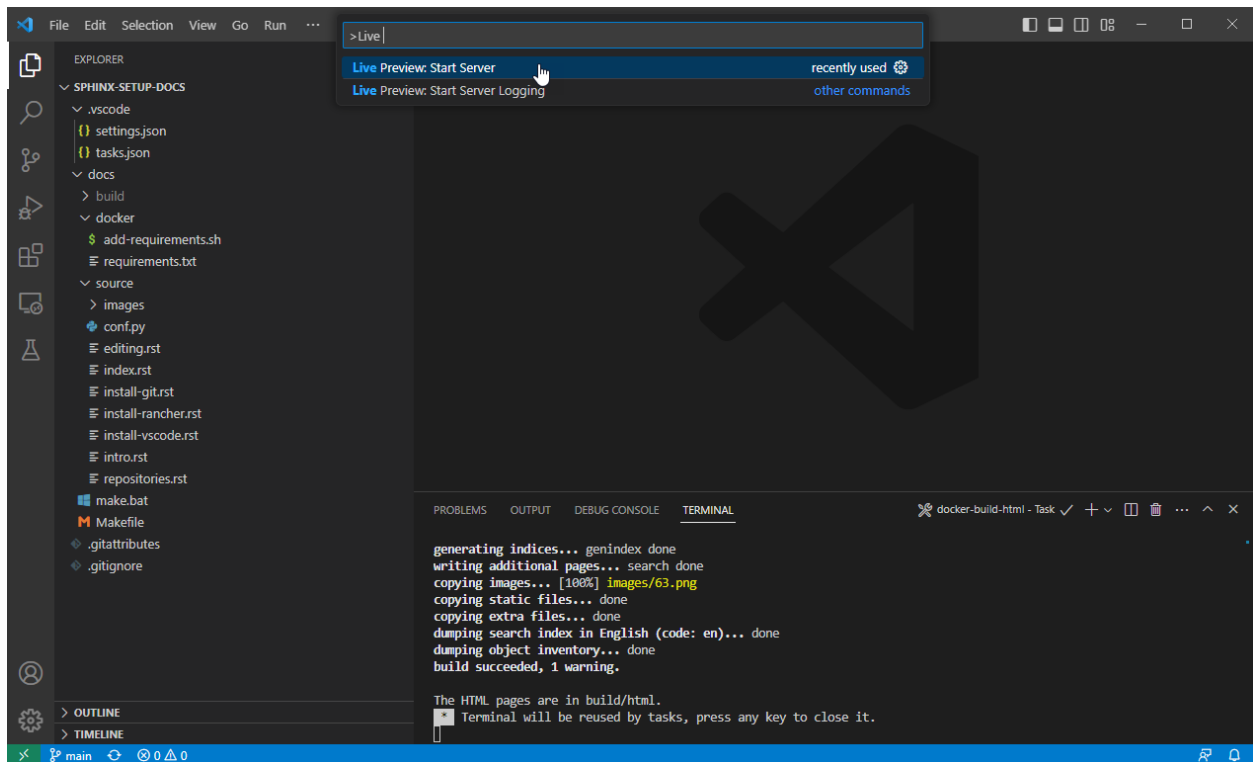 File Edit Selection View Go Run ···
>Live
Live Preview: Start Server recently used
Live Preview: Start Server Logging other commands
EXPLORER
SPHINX-SETUP-DOCS
.vscode
{} settings.json
{} tasks.json
docs
build
docker
$ add-requirements.sh
requirements.txt
source
images
conf.py
editing.rst
index.rst
install-git.rst
install-rancher.rst
install-vscode.rst
intro.rst
repositories.rst
make.bat
M Makefile
.gitattributes
.gitignore
OUTLINE
TIMELINE
PROBLEMS OUTPUT DEBUG CONSOLE TERMINAL docker-build-html - Task
generating indices... genindex done
writing additional pages... search done
copying images... [100%] images/63.png
copying static files... done
copying extra files... done
dumping search index in English (code: en)... done
dumping object inventory... done
build succeeded, 1 warning.
The HTML pages are in build/html.
* Terminal will be reused by tasks, press any key to close it.
main 0 0